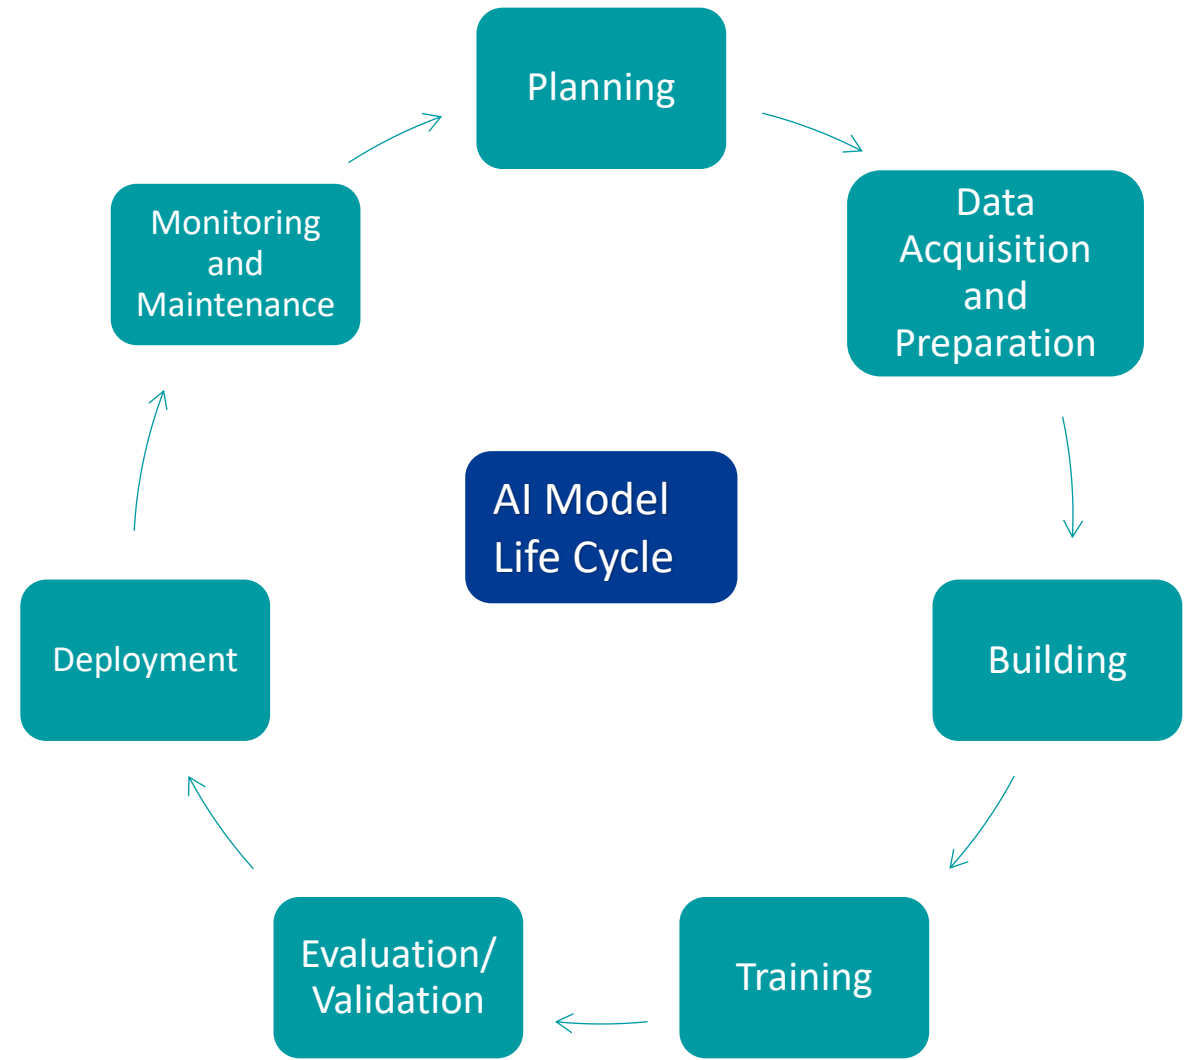 Planning
Data
Acquisition
and
Preparation
Building
Training
Evaluation/
Validation
Deployment
Monitoring
and
Maintenance
AI Model
Life Cycle